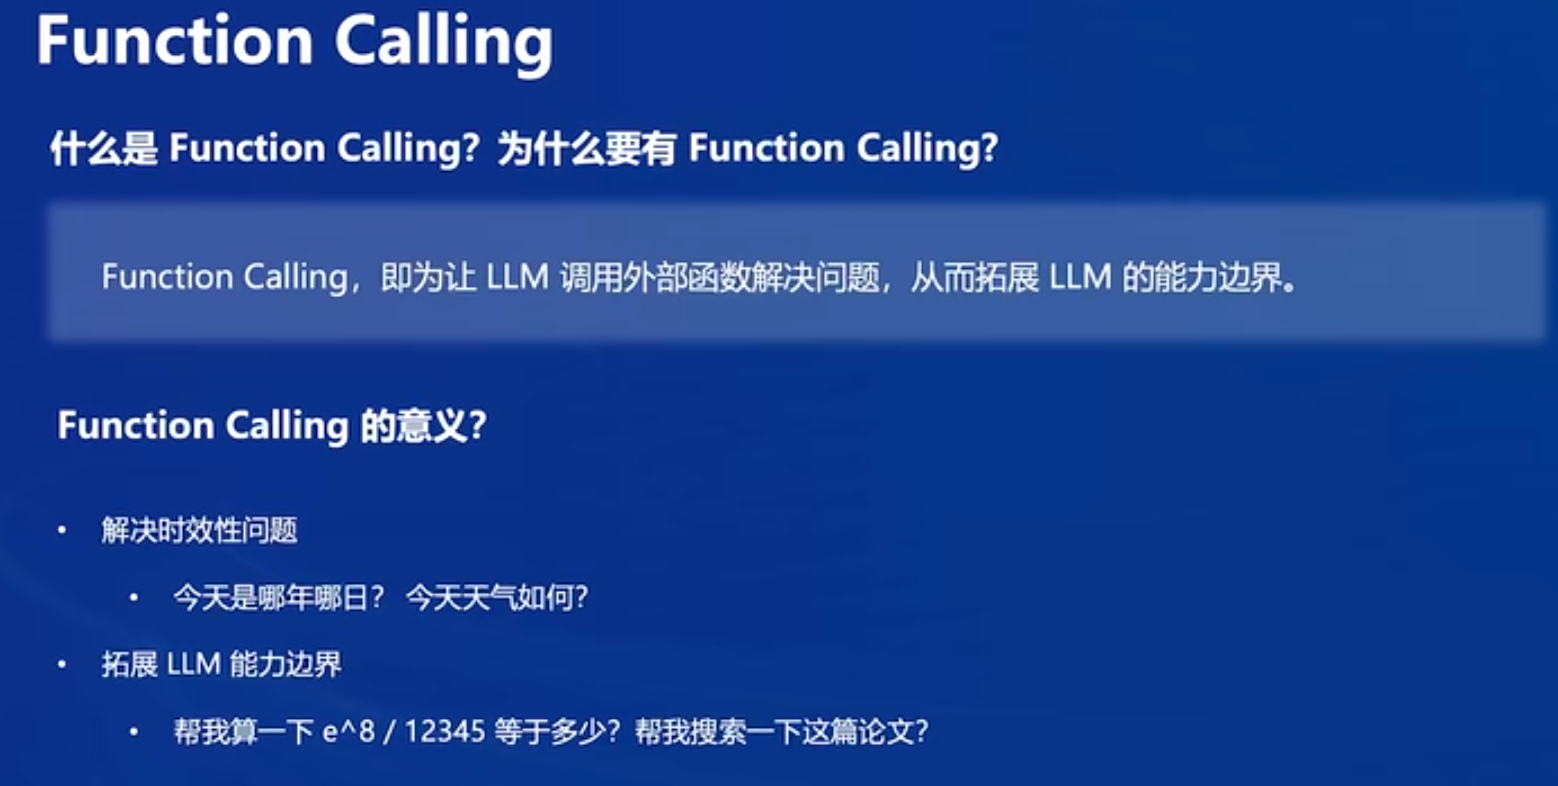 Function Calling
什么是 Function Calling？为什么要有 Function Calling?
Function Calling，即为让 LLM 调用外部函数解决问题，从而拓展 LLM 的能力边界。
Function Calling 的意义？
• 解决时效性问题
• 今天是哪年哪日？ 今天天气如何？
• 拓展 LLM 能力边界
• 帮我算一下 e^8 / 12345 等于多少？帮我搜索一下这篇论文？